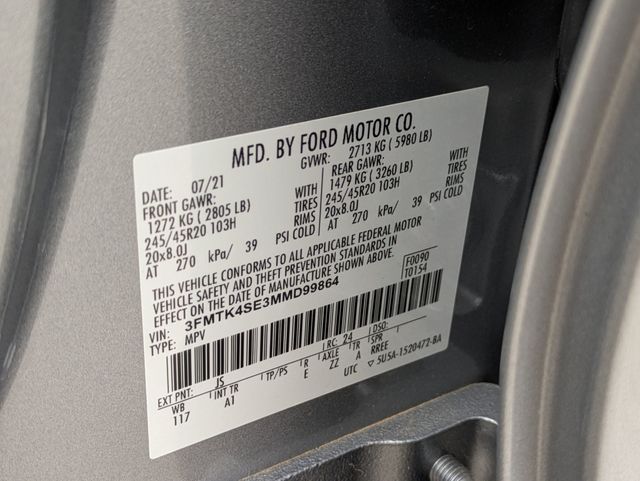 MFD. BY FORD MOTOR CO.
DATE: 07/21 GVWR: 2713 KG ( 5980 LB)
FRONT GAWR: REAR GAWR:
1272 KG ( 2805 LB) WITH 1479 KG ( 3260 LB) WITH
245/45R20 103H TIRES 245/45R20 103H TIRES
20x8.0J RIMS 20x8.0J RIMS
AT 270 kPa/ 39 PSI COLD AT 270 kPa/ 39 PSI COLD
THIS VEHICLE CONFORMS TO ALL APPLICABLE FEDERAL MOTOR
VEHICLE SAFETY AND THEFT PREVENTION STANDARDS IN
EFFECT ON THE DATE OF MANUFACTURE SHOWN ABOVE.
F0090
T0154
VIN: 3FMTK4SE3MMD99864
TYPE: MPV
EXT PNT: JS RC: 24 DSO:
WB INT TR TP/PS R AXLE TR SPR
117 A1 E ZZ A RREE
UTC ▽ 5U5A-1520472-BA